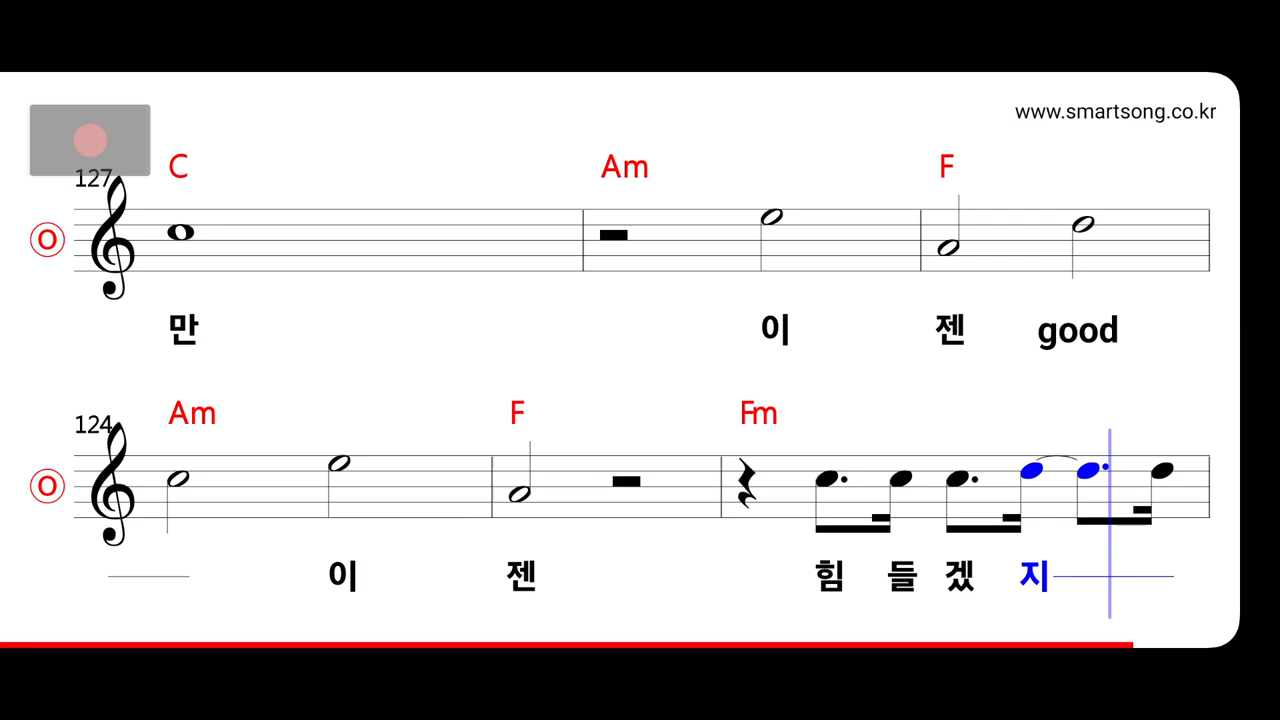 www.smartsong.co.kr
127 C Am F
O
만 이 젠 good
124 Am F Fm
O
이 젠 힘 들 겠 지